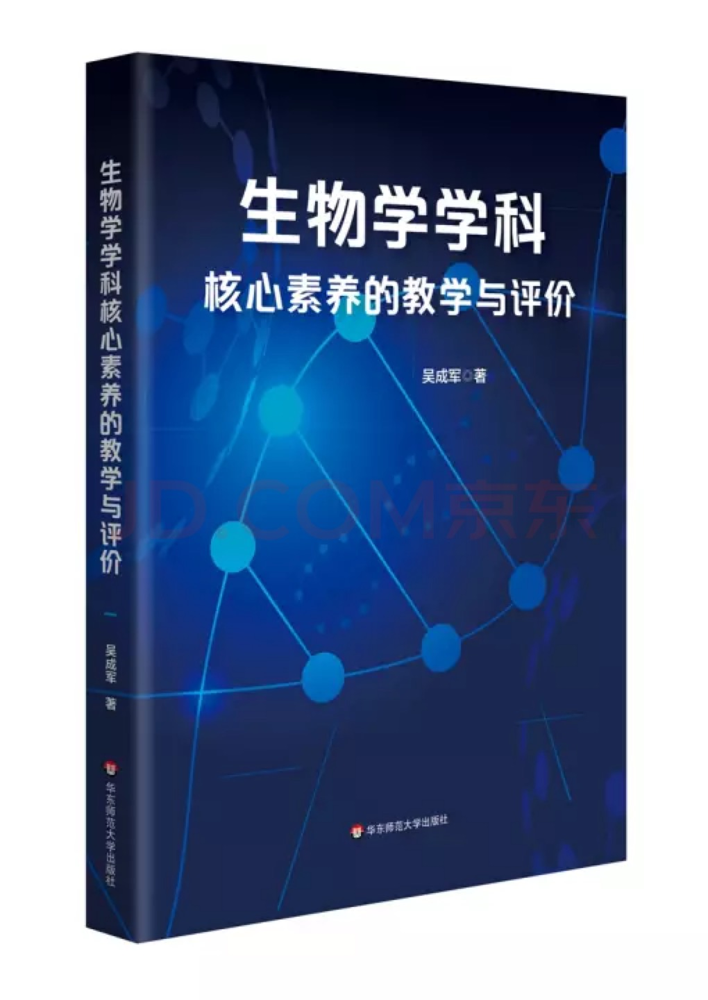 生物学学科
核心素养的教学与评价
吴成军◎著
华东师范大学出版社
生物学学科核心素养的教学与评价
吴成军 著
华东师范大学出版社
JD.COM京东